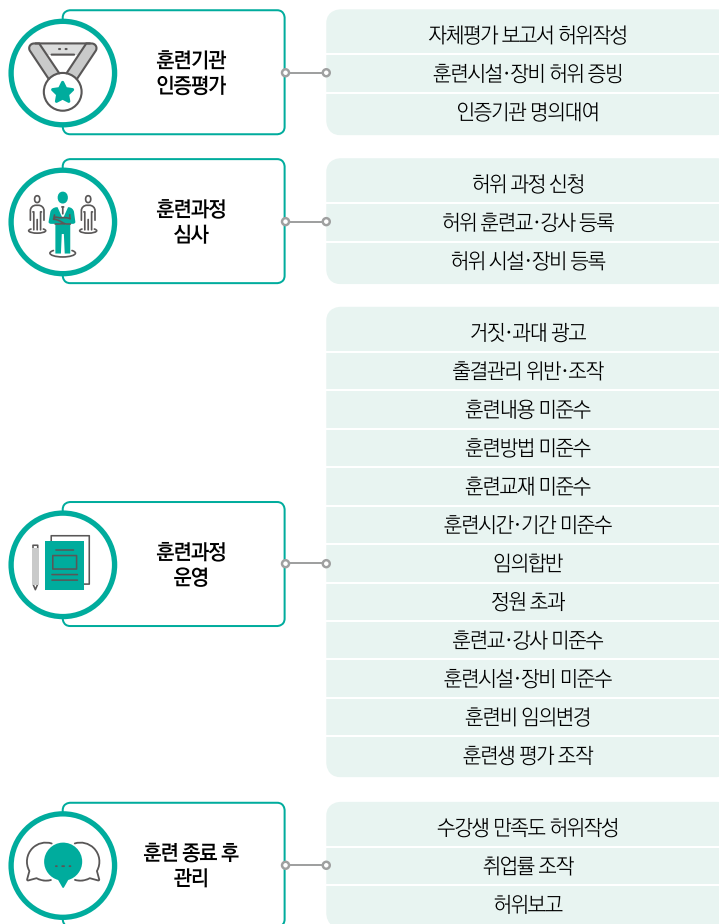 훈련기관
인증평가
자체평가 보고서 허위작성
훈련시설·장비 허위 증빙
인증기관 명의대여
훈련과정
심사
허위 과정 신청
허위 훈련교·강사 등록
허위 시설·장비 등록
훈련과정
운영
거짓·과대 광고
출결관리 위반·조작
훈련내용 미준수
훈련방법 미준수
훈련교재 미준수
훈련시간·기간 미준수
임의합반
정원 초과
훈련교·강사 미준수
훈련시설·장비 미준수
훈련비 임의변경
훈련생 평가 조작
훈련 종료 후
관리
수강생 만족도 허위작성
취업률 조작
허위보고